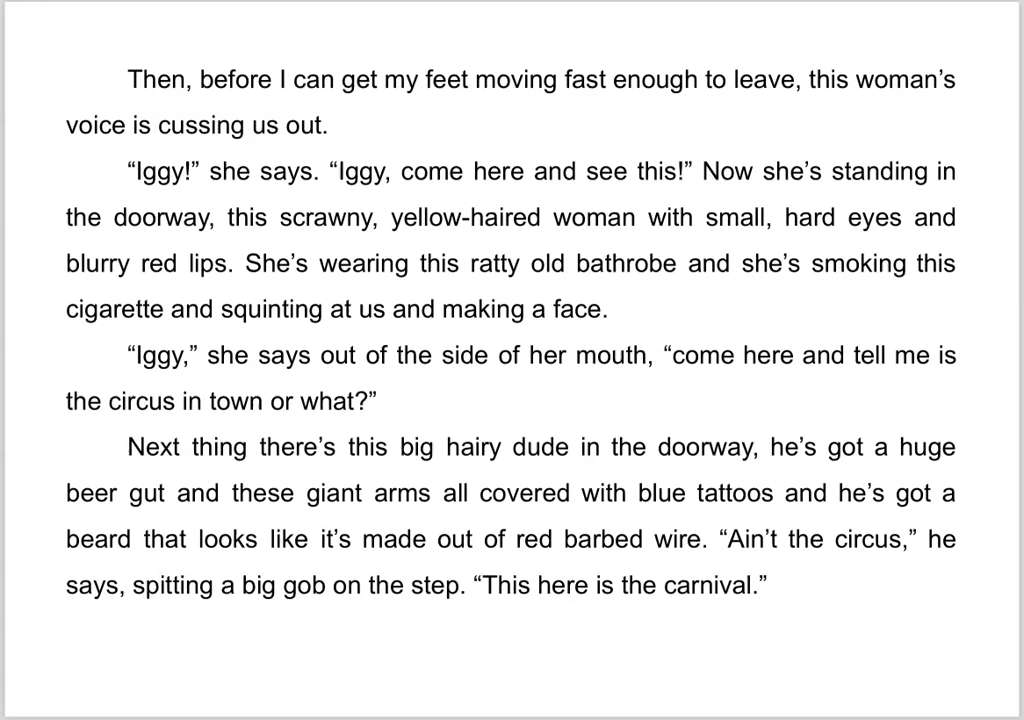 Then, before I can get my feet moving fast enough to leave, this woman’s
voice is cussing us out.
“Iggy!” she says. “Iggy, come here and see this!” Now she’s standing in
the doorway, this scrawny, yellow-haired woman with small, hard eyes and
blurry red lips. She’s wearing this ratty old bathrobe and she’s smoking this
cigarette and squinting at us and making a face.
“Iggy,” she says out of the side of her mouth, “come here and tell me is
the circus in town or what?”
Next thing there’s this big hairy dude in the doorway, he’s got a huge
beer gut and these giant arms all covered with blue tattoos and he’s got a
beard that looks like it’s made out of red barbed wire. “Ain’t the circus,” he
says, spitting a big gob on the step. “This here is the carnival.”